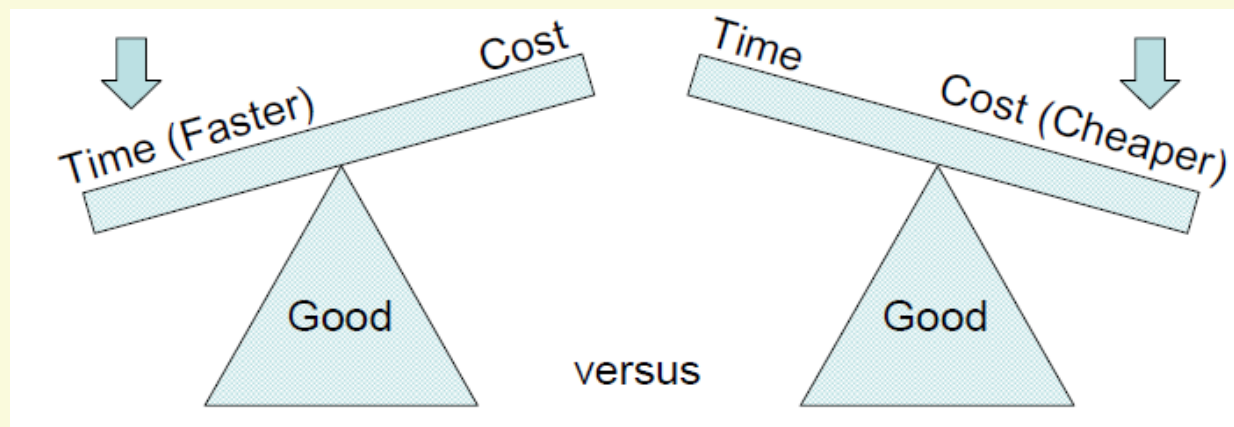 Time (Faster)
Cost
Time
Cost (Cheaper)
Good
Good
versus